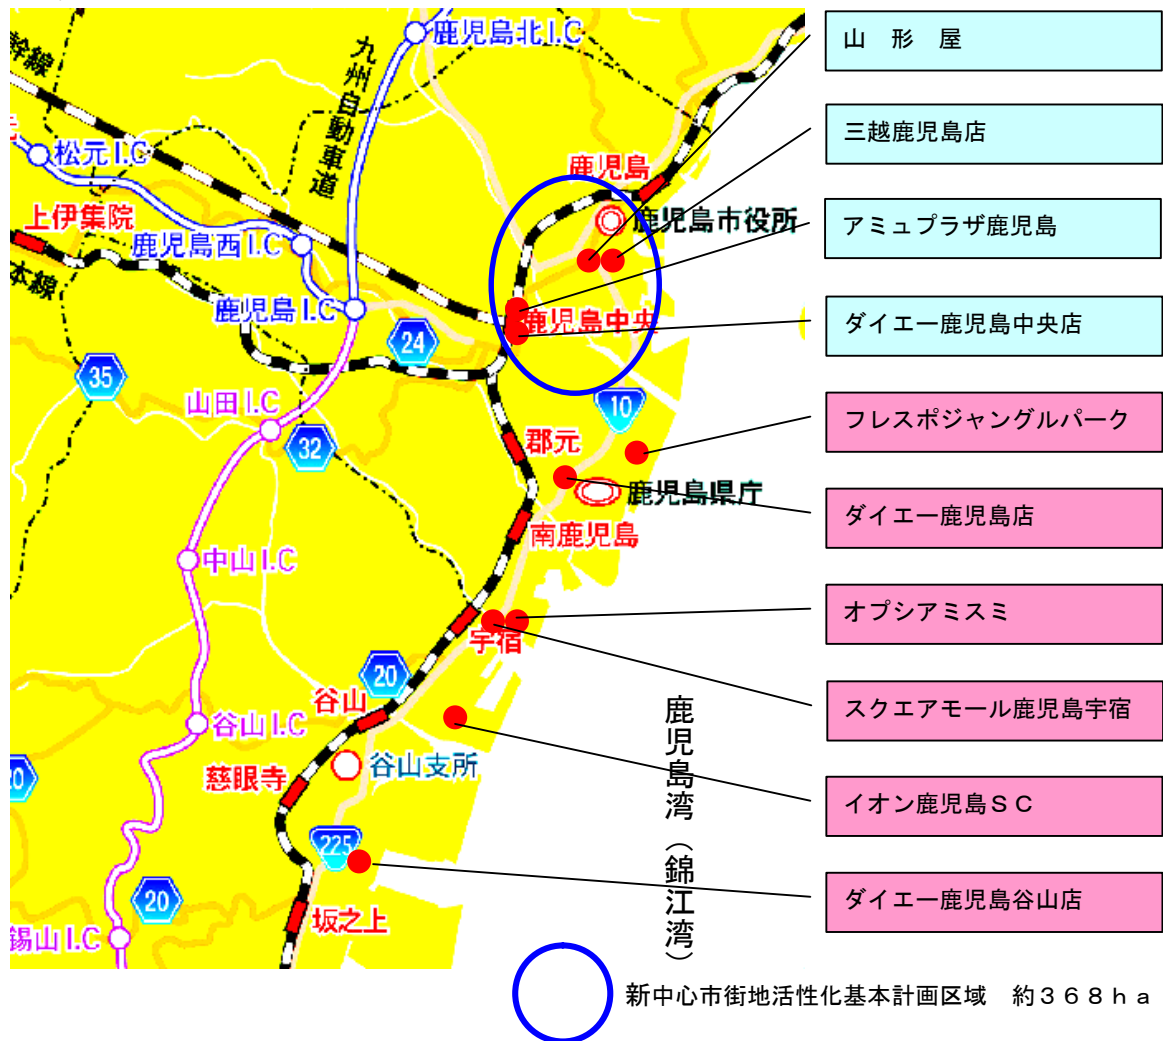 鹿児島北I.C
山　形　屋
幹線
九州自動車道
三越鹿児島店
松元I.C
鹿児島
上伊集院
鹿児島市役所
アミュプラザ鹿児島
鹿児島西I.C
本線
鹿児島I.C
鹿児島中央
ダイエー鹿児島中央店
24
35
山田I.C
10
フレスポジャングルパーク
32
郡元
鹿児島県庁
ダイエー鹿児島店
南鹿児島
中山I.C
オプシアミスミ
宇宿
20
谷山
スクエアモール鹿児島宇宿
谷山I.C
鹿児島湾（錦江湾）
谷山支所
慈眼寺
イオン鹿児島ＳＣ
225
20
ダイエー鹿児島谷山店
坂之上
錫山I.C
新中心市街地活性化基本計画区域　約３６８ｈａ